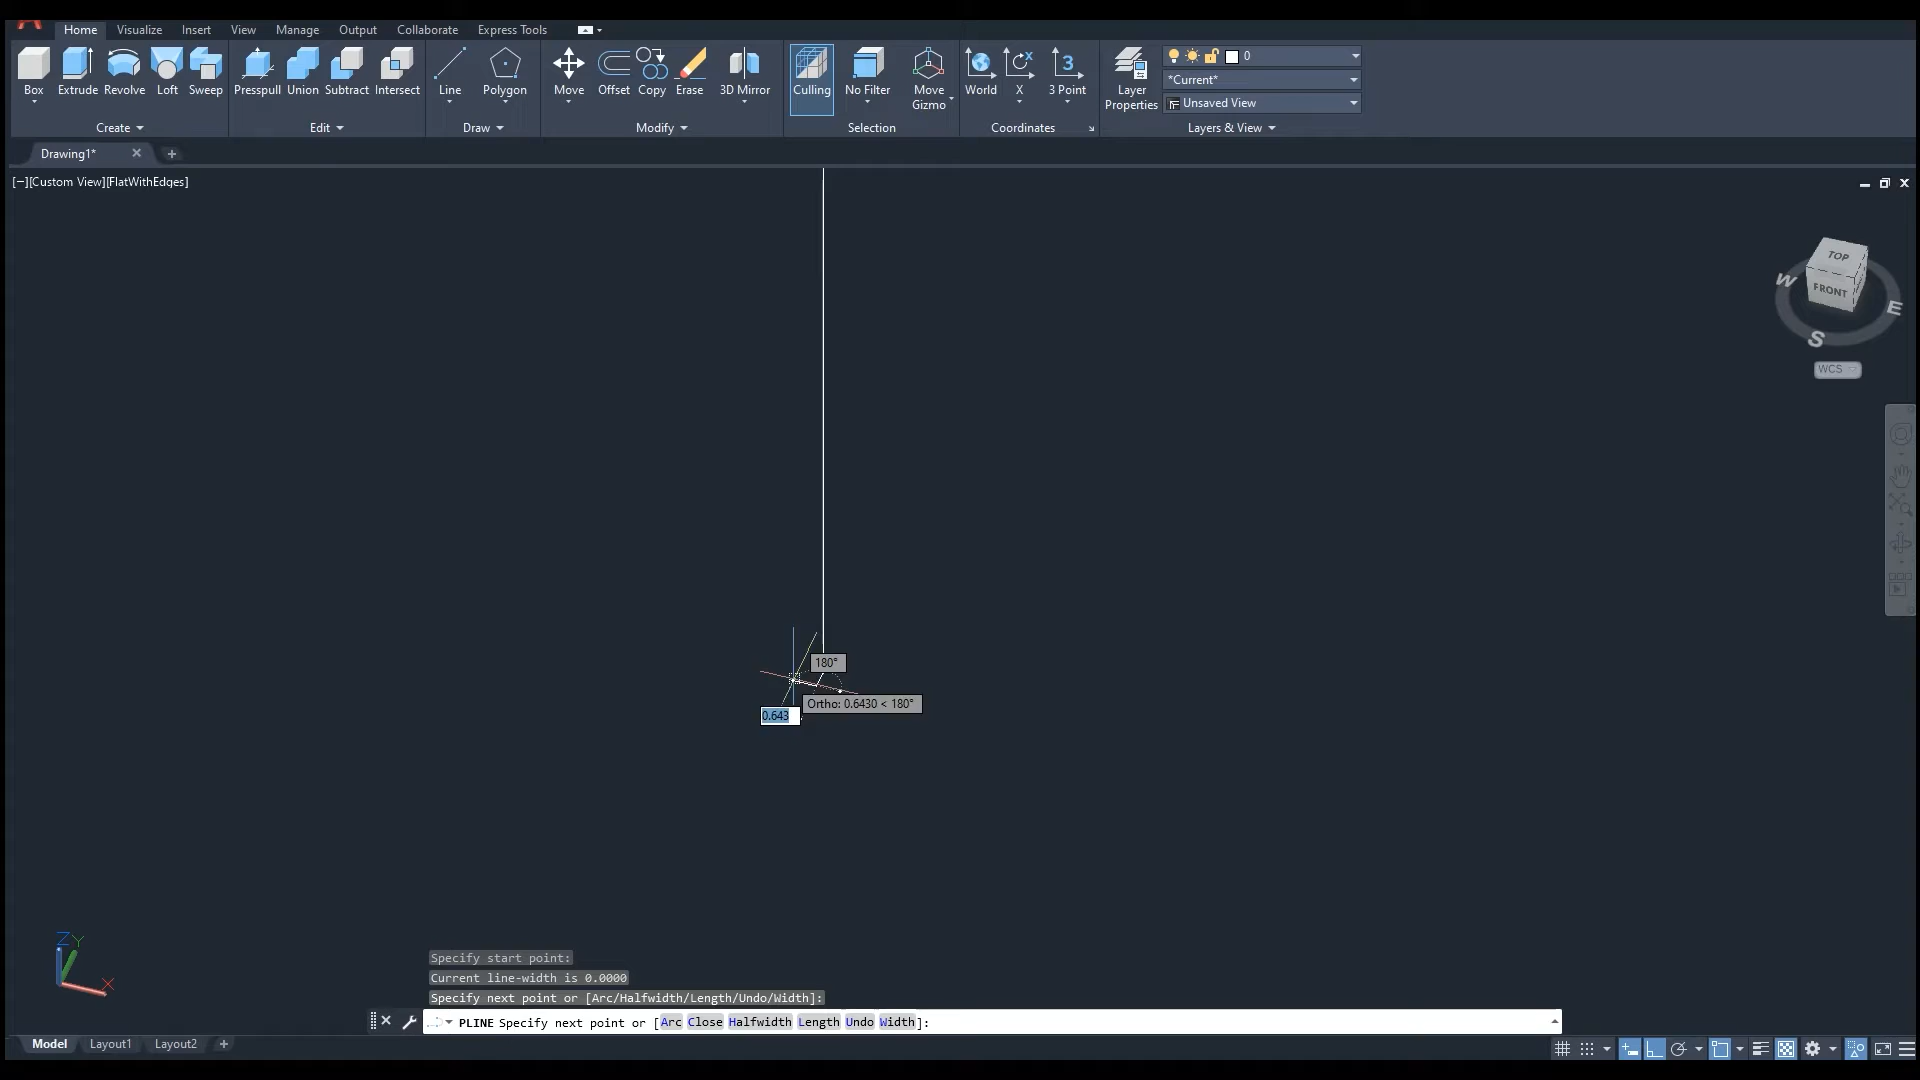 Home Visualize Insert View Manage Output Collaborate Express Tools
Box Extrude Revolve Loft Sweep Presspull Union Subtract Intersect Line Polygon Move Offset Copy Erase 3D Mirror Culling No Filter Move Gizmo World X 3 Point Layer Properties
0
*Current*
Unsaved View
Create Edit Draw Modify Selection Coordinates Layers & View
Drawing1*
[−][Custom View][FlatWithEdges]
TOP
FRONT
W
E
S
WCS
180°
Ortho: 0.6430 < 180°
0.643
Z Y
X
Specify start point:
Current line-width is 0.0000
Specify next point or [Arc/Halfwidth/Length/Undo/Width]:
PLINE Specify next point or [Arc Close Halfwidth Length Undo Width]:
Model Layout1 Layout2 +